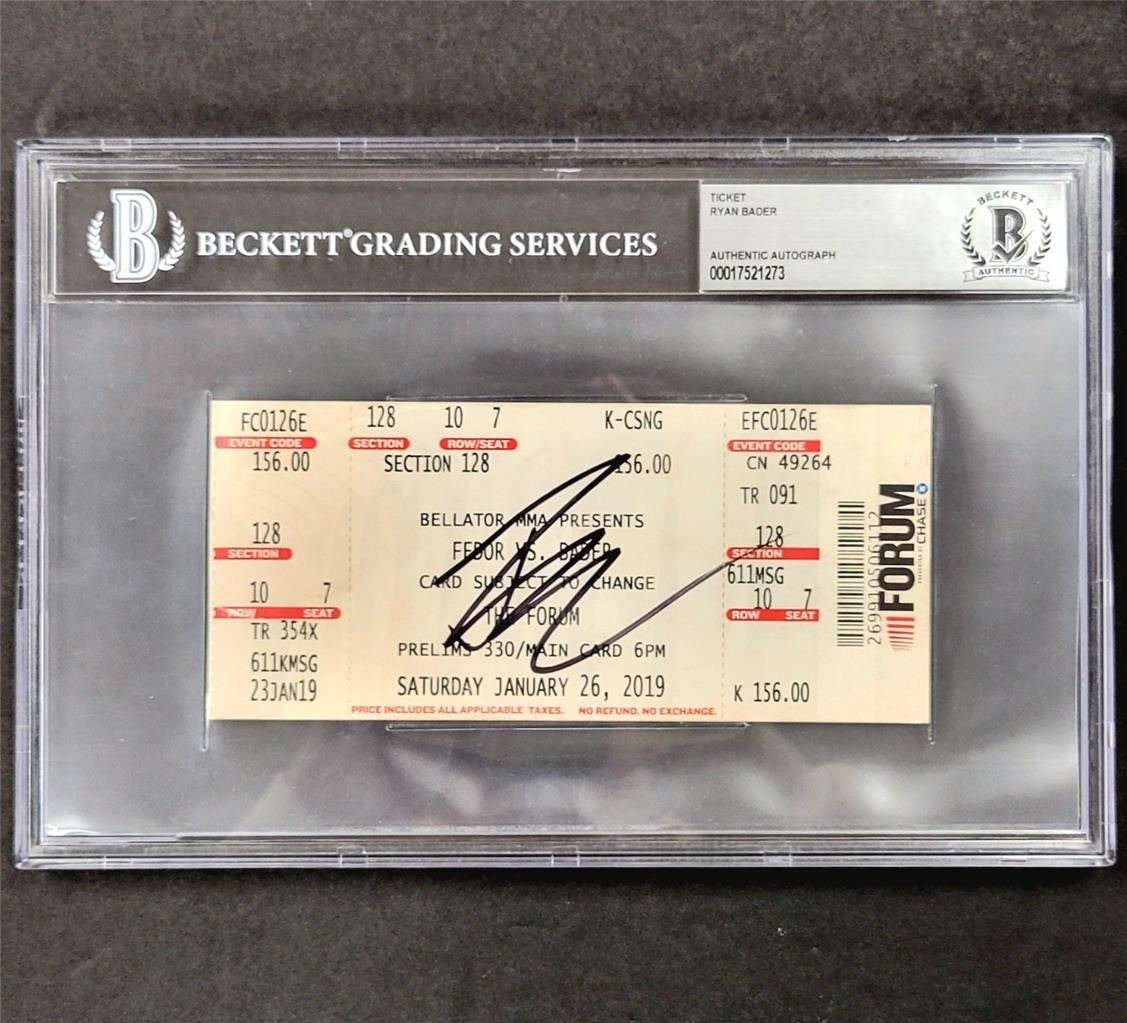 B BECKETT® GRADING SERVICES
TICKET
RYAN BADER
AUTHENTIC AUTOGRAPH
00017521273
BECKETT
B
AUTHENTIC
FC0126E
EVENT CODE
156.00
128
SECTION
10 7
ROW SEAT
TR 354X
611KMSG
23JAN19
128 10 7 K-CSNG
SECTION ROW/SEAT
SECTION 128 156.00
BELLATOR MMA PRESENTS
FEDOR VS. BADER
CARD SUBJECT TO CHANGE
THE FORUM
PRELIMS 330/MAIN CARD 6PM
SATURDAY JANUARY 26, 2019
PRICE INCLUDES ALL APPLICABLE TAXES. NO REFUND. NO EXCHANGE.
EFC0126E
EVENT CODE
CN 49264
TR 091
128
SECTION
611MSG
10 7
ROW SEAT
K 156.00
269910506112
FORUM
PRESENTED BY CHASE